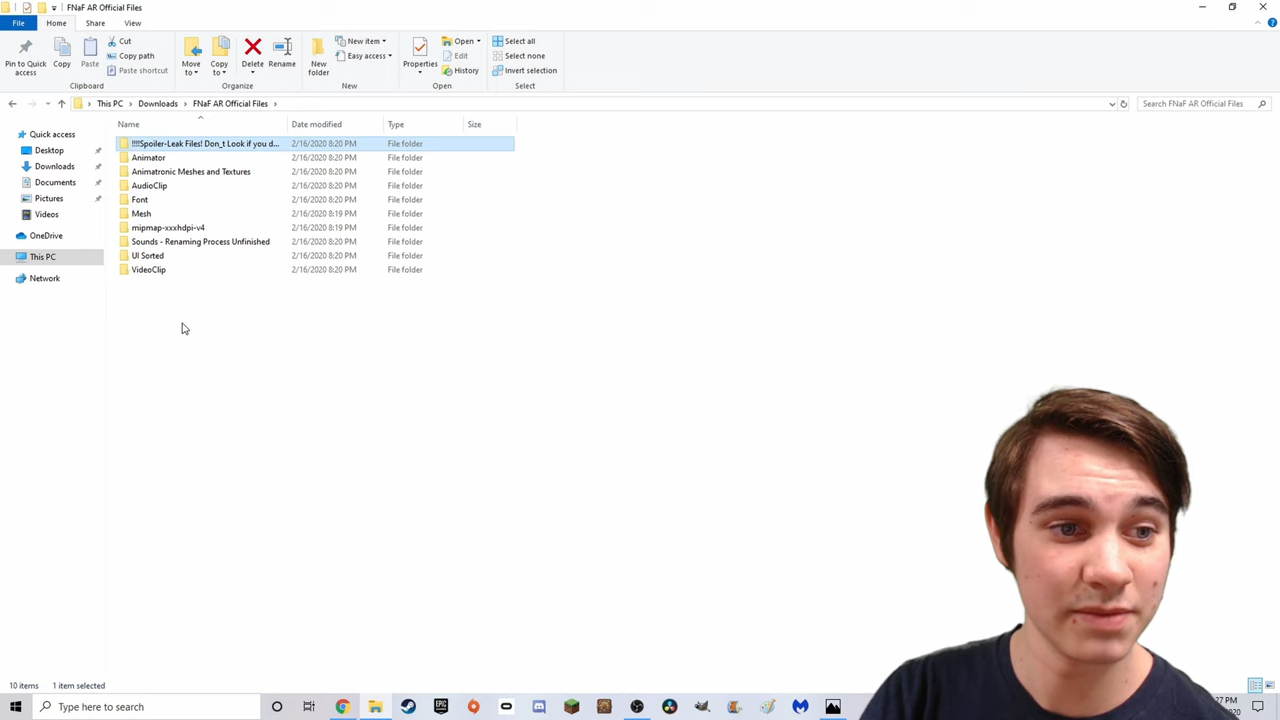 FNaF AR Official Files
File Home Share View
Pin to Quick access
Copy
Paste
Cut
Copy path
Paste shortcut
Clipboard
Move to
Copy to
Delete
Rename
Organize
New folder
New item
Easy access
New
Properties
Open
Edit
History
Open
Select all
Select none
Invert selection
Select
This PC > Downloads > FNaF AR Official Files >
Search FNaF AR Official Files
Quick access
Desktop
Downloads
Documents
Pictures
Videos
OneDrive
This PC
Network
Name Date modified Type Size
!!!!Spoiler-Leak Files! Don_t Look if you d... 2/16/2020 8:20 PM File folder
Animator 2/16/2020 8:20 PM File folder
Animatronic Meshes and Textures 2/16/2020 8:20 PM File folder
AudioClip 2/16/2020 8:20 PM File folder
Font 2/16/2020 8:20 PM File folder
Mesh 2/16/2020 8:19 PM File folder
mipmap-xxxhdpi-v4 2/16/2020 8:19 PM File folder
Sounds - Renaming Process Unfinished 2/16/2020 8:20 PM File folder
UI Sorted 2/16/2020 8:20 PM File folder
VideoClip 2/16/2020 8:20 PM File folder
10 items 1 item selected
Type here to search
EPIC